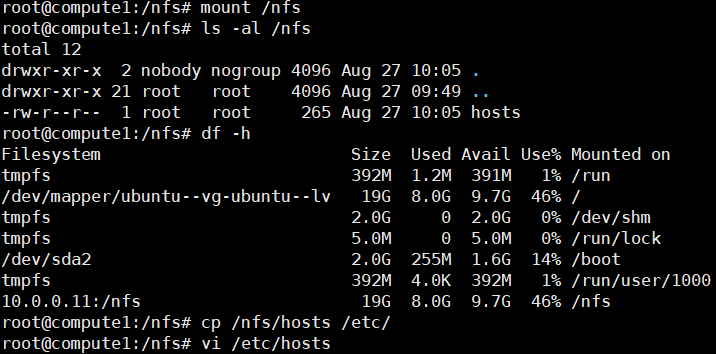 root@compute1:/nfs# mount /nfs
root@compute1:/nfs# ls -al /nfs
total 12
drwxr-xr-x  2 nobody nogroup 4096 Aug 27 10:05 .
drwxr-xr-x 21 root   root    4096 Aug 27 09:49 ..
-rw-r--r--  1 root   root     265 Aug 27 10:05 hosts
root@compute1:/nfs# df -h
Filesystem                         Size  Used Avail Use% Mounted on
tmpfs                              392M  1.2M  391M   1% /run
/dev/mapper/ubuntu--vg-ubuntu--lv   19G  8.0G  9.7G  46% /
tmpfs                              2.0G     0  2.0G   0% /dev/shm
tmpfs                              5.0M     0  5.0M   0% /run/lock
/dev/sda2                          2.0G  255M  1.6G  14% /boot
tmpfs                              392M  4.0K  392M   1% /run/user/1000
10.0.0.11:/nfs                      19G  8.0G  9.7G  46% /nfs
root@compute1:/nfs# cp /nfs/hosts /etc/
root@compute1:/nfs# vi /etc/hosts